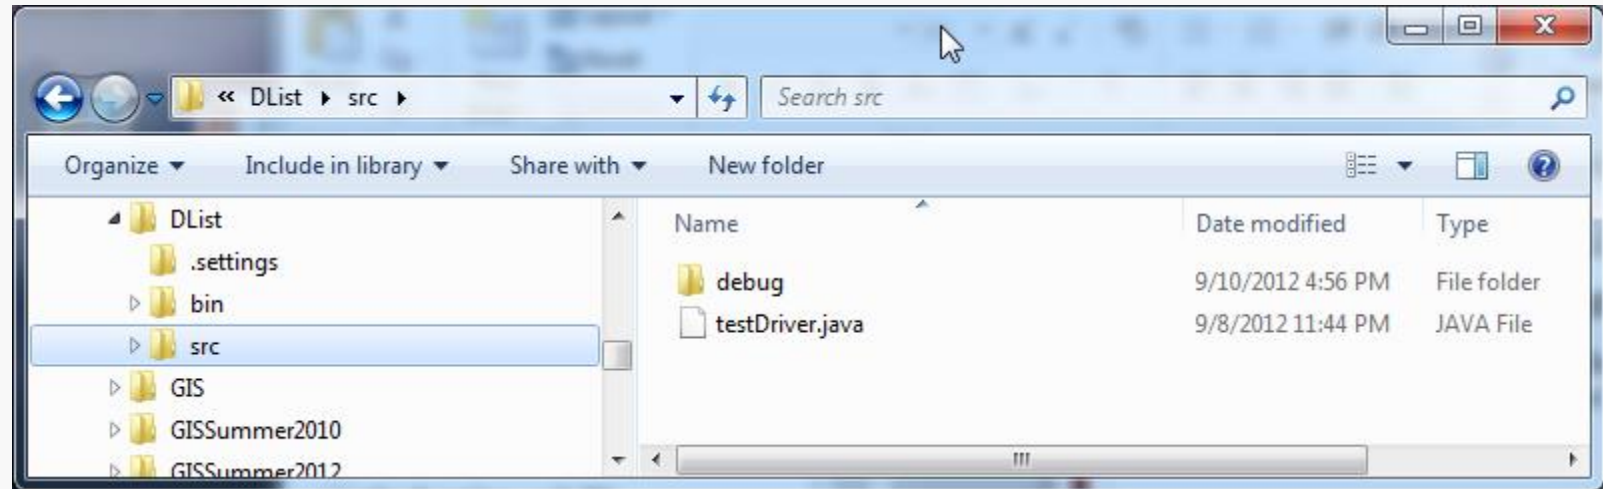 « DList ▸ src ▸ Search src
Organize Include in library Share with New folder
DList
.settings
bin
src
GIS
GISSummer2010
GISSummer2012
Name Date modified Type
debug 9/10/2012 4:56 PM File folder
testDriver.java 9/8/2012 11:44 PM JAVA File